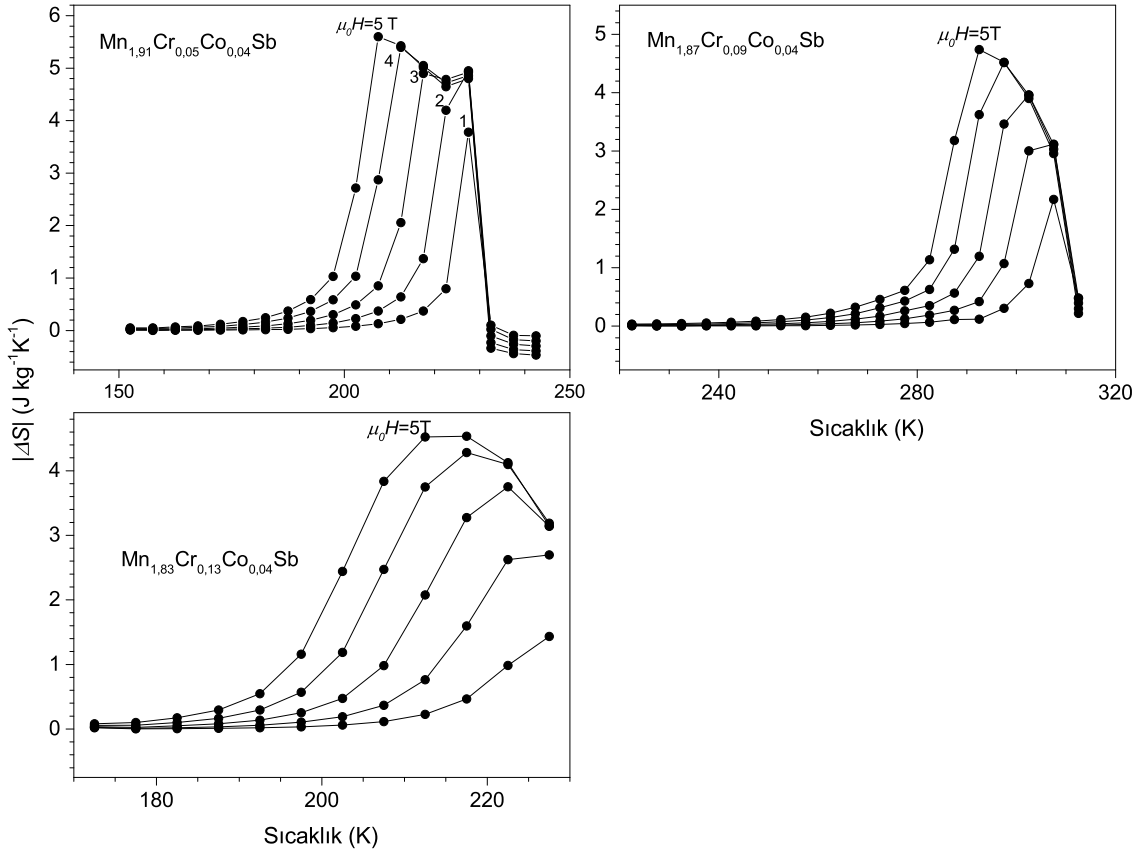 |ΔS| (J kg⁻¹K⁻¹)
Mn₁,₉₁Cr₀,₀₅Co₀,₀₄Sb
μ₀H=5 T
4
3
2
1
6
5
4
3
2
1
0
150 200 250
Mn₁,₈₇Cr₀,₀₉Co₀,₀₄Sb
μ₀H=5T
5
4
3
2
1
0
240 280 320
Sıcaklık (K)
Mn₁,₈₃Cr₀,₁₃Co₀,₀₄Sb
μ₀H=5T
4
3
2
1
0
180 200 220
Sıcaklık (K)